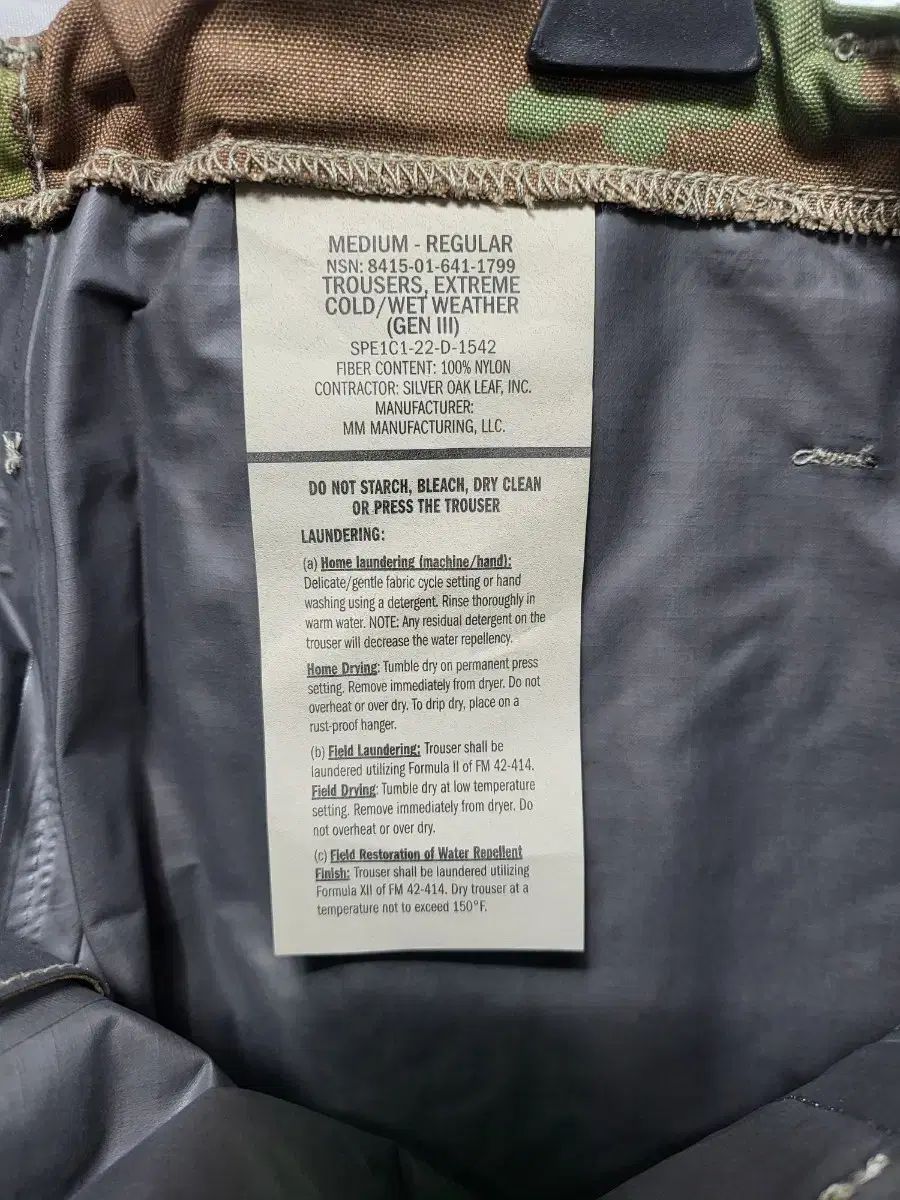 MEDIUM - REGULAR
NSN: 8415-01-641-1799
TROUSERS, EXTREME
COLD/WET WEATHER
(GEN III)
SPE1C1-22-D-1542
FIBER CONTENT: 100% NYLON
CONTRACTOR: SILVER OAK LEAF, INC.
MANUFACTURER:
MM MANUFACTURING, LLC.
DO NOT STARCH, BLEACH, DRY CLEAN
OR PRESS THE TROUSER
LAUNDERING:
(a) Home laundering (machine/hand):
Delicate/gentle fabric cycle setting or hand
washing using a detergent. Rinse thoroughly in
warm water. NOTE: Any residual detergent on the
trouser will decrease the water repellency.
Home Drying: Tumble dry on permanent press
setting. Remove immediately from dryer. Do not
overheat or over dry. To drip dry, place on a
rust-proof hanger.
(b) Field Laundering: Trouser shall be
laundered utilizing Formula II of FM 42-414.
Field Drying: Tumble dry at low temperature
setting. Remove immediately from dryer. Do
not overheat or over dry.
(c) Field Restoration of Water Repellent
Finish: Trouser shall be laundered utilizing
Formula XII of FM 42-414. Dry trouser at a
temperature not to exceed 150°F.